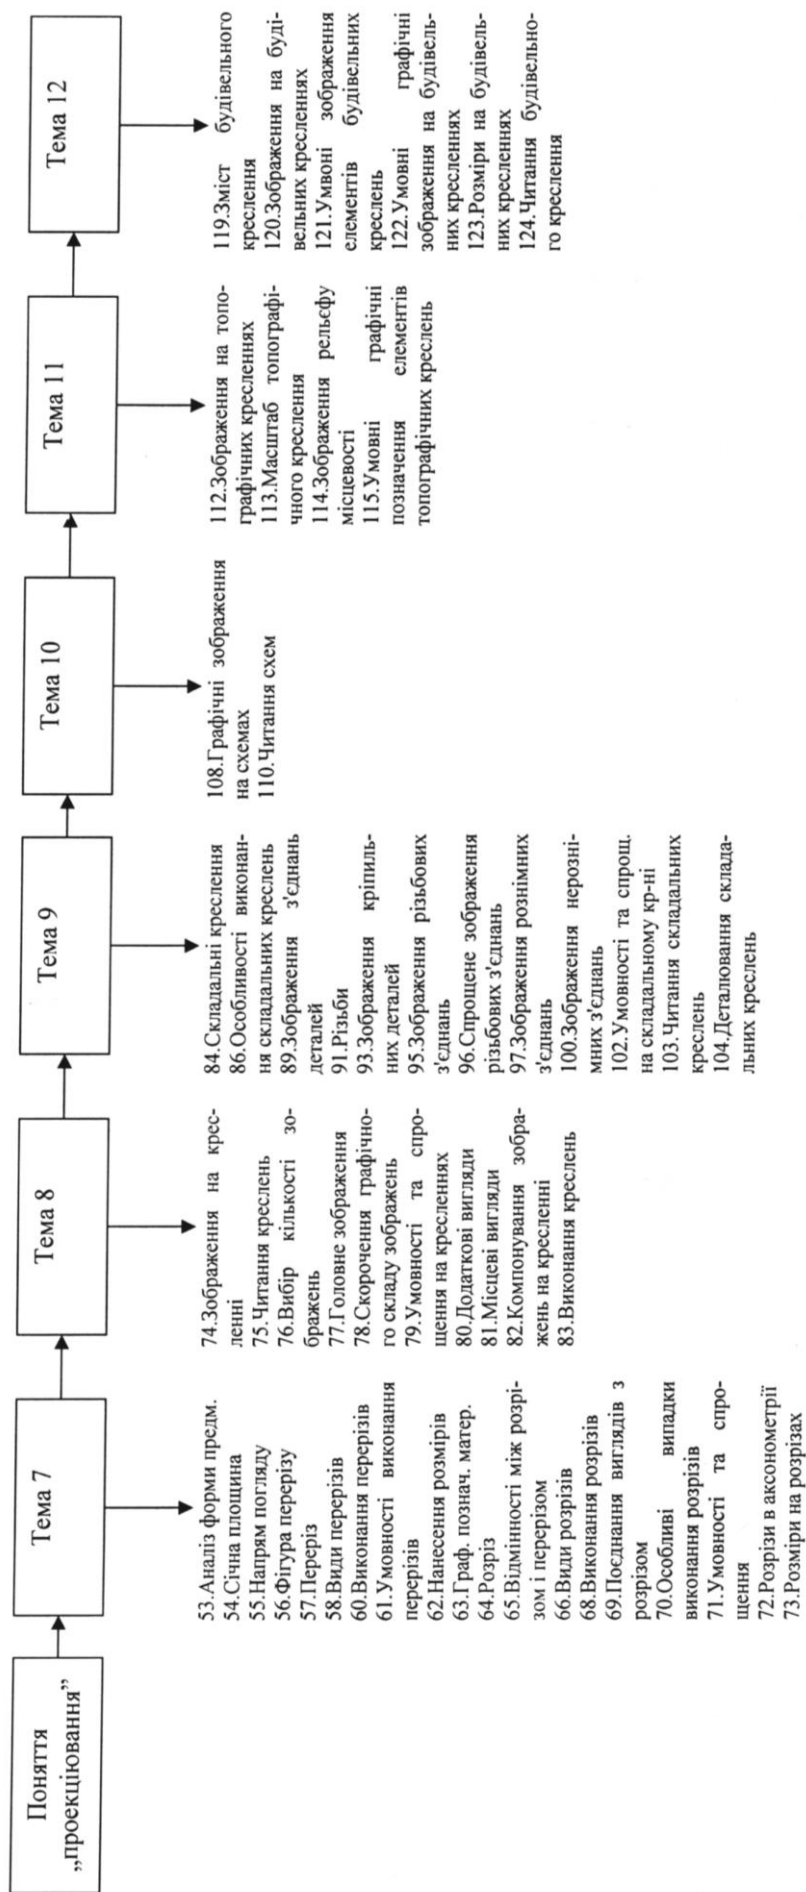 Поняття
„проекціювання”
Тема 7
53.Аналіз форми предм.
54.Січна площина
55.Напрям погляду
56.Фігура перерізу
57.Переріз
58.Види перерізів
60.Виконання перерізів
61.Умовності виконання
перерізів
62.Нанесення розмірів
63.Граф. познач. матер.
64.Розріз
65.Відмінності між розрі-
зом і перерізом
66.Види розрізів
68.Виконання розрізів
69.Поєднання виглядів з
розрізом
70.Особливі випадки
виконання розрізів
71.Умовності та спро-
щення
72.Розрізи в аксонометрії
73.Розміри на розрізах
Тема 8
74.Зображення на крес-
ленні
75.Читання креслень
76.Вибір кількості зо-
бражень
77.Головне зображення
78.Скорочення графічно-
го складу зображень
79.Умовності та спро-
щення на кресленнях
80.Додаткові вигляди
81.Місцеві вигляди
82.Компонування зобра-
жень на кресленні
83.Виконання креслень
Тема 9
84.Складальні креслення
86.Особливості виконан-
ня складальних креслень
89.Зображення з'єднань
деталей
91.Різьби
93.Зображення кріпиль-
них деталей
95.Зображення різьбових
з'єднань
96.Спрощене зображення
різьбових з'єднань
97.Зображення рознімних
з'єднань
100.Зображення нерозні-
мних з'єднань
102.Умовності та спрощ.
на складальному кр-ні
103.Читання складальних
креслень
104.Деталювання склада-
льних креслень
Тема 10
108.Графічні зображення
на схемах
110.Читання схем
Тема 11
112.Зображення на топо-
графічних кресленнях
113.Масштаб топографі-
чного креслення
114.Зображення рельєфу
місцевості
115.Умовні графічні
позначення елементів
топографічних креслень
Тема 12
119.Зміст будівельного
креслення
120.Зображення на буді-
вельних кресленнях
121.Умвоні зображення
елементів будівельних
креслень
122.Умовні графічні
зображення на будівель-
них кресленнях
123.Розміри на будівель-
них кресленнях
124.Читання будівельно-
го креслення